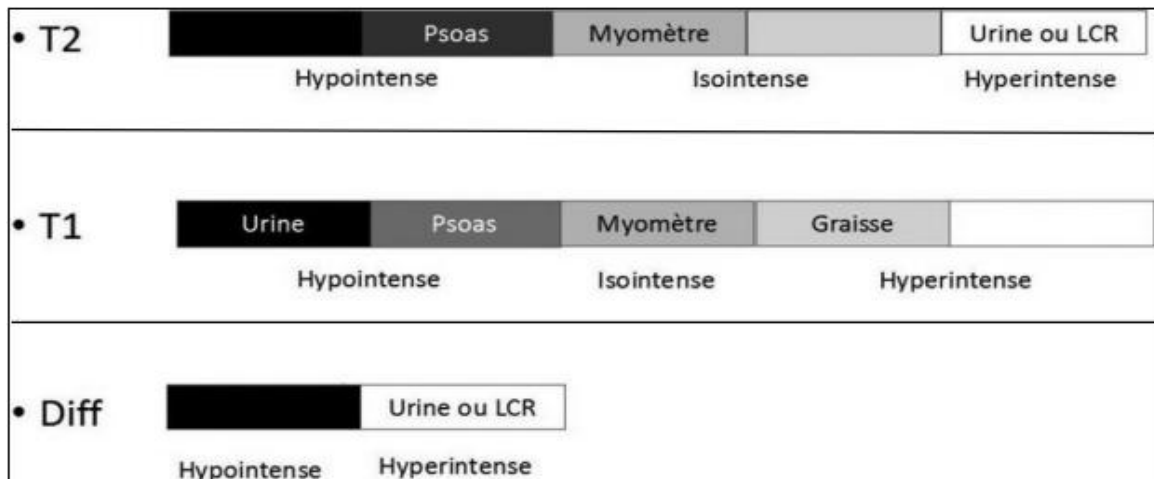 • T2
Psoas Myomètre Urine ou LCR
Hypointense Isointense Hyperintense
• T1
Urine Psoas Myomètre Graisse
Hypointense Isointense Hyperintense
• Diff
Urine ou LCR
Hypointense Hyperintense